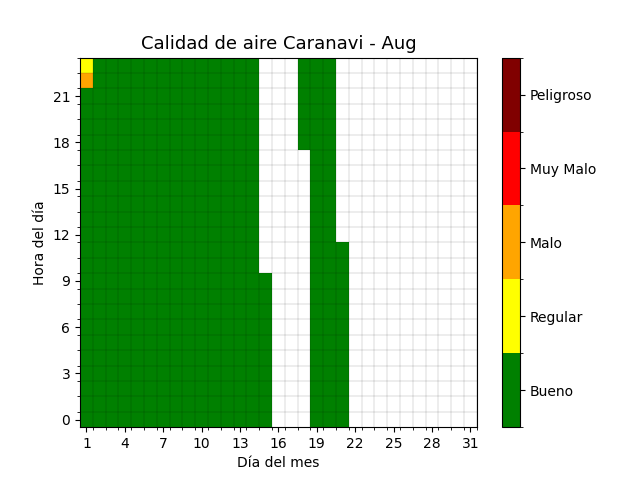 Calidad de aire Caranavi - Aug
Hora del día
21
18
15
12
9
6
3
0
1 4 7 10 13 16 19 22 25 28 31
Día del mes
Peligroso
Muy Malo
Malo
Regular
Bueno